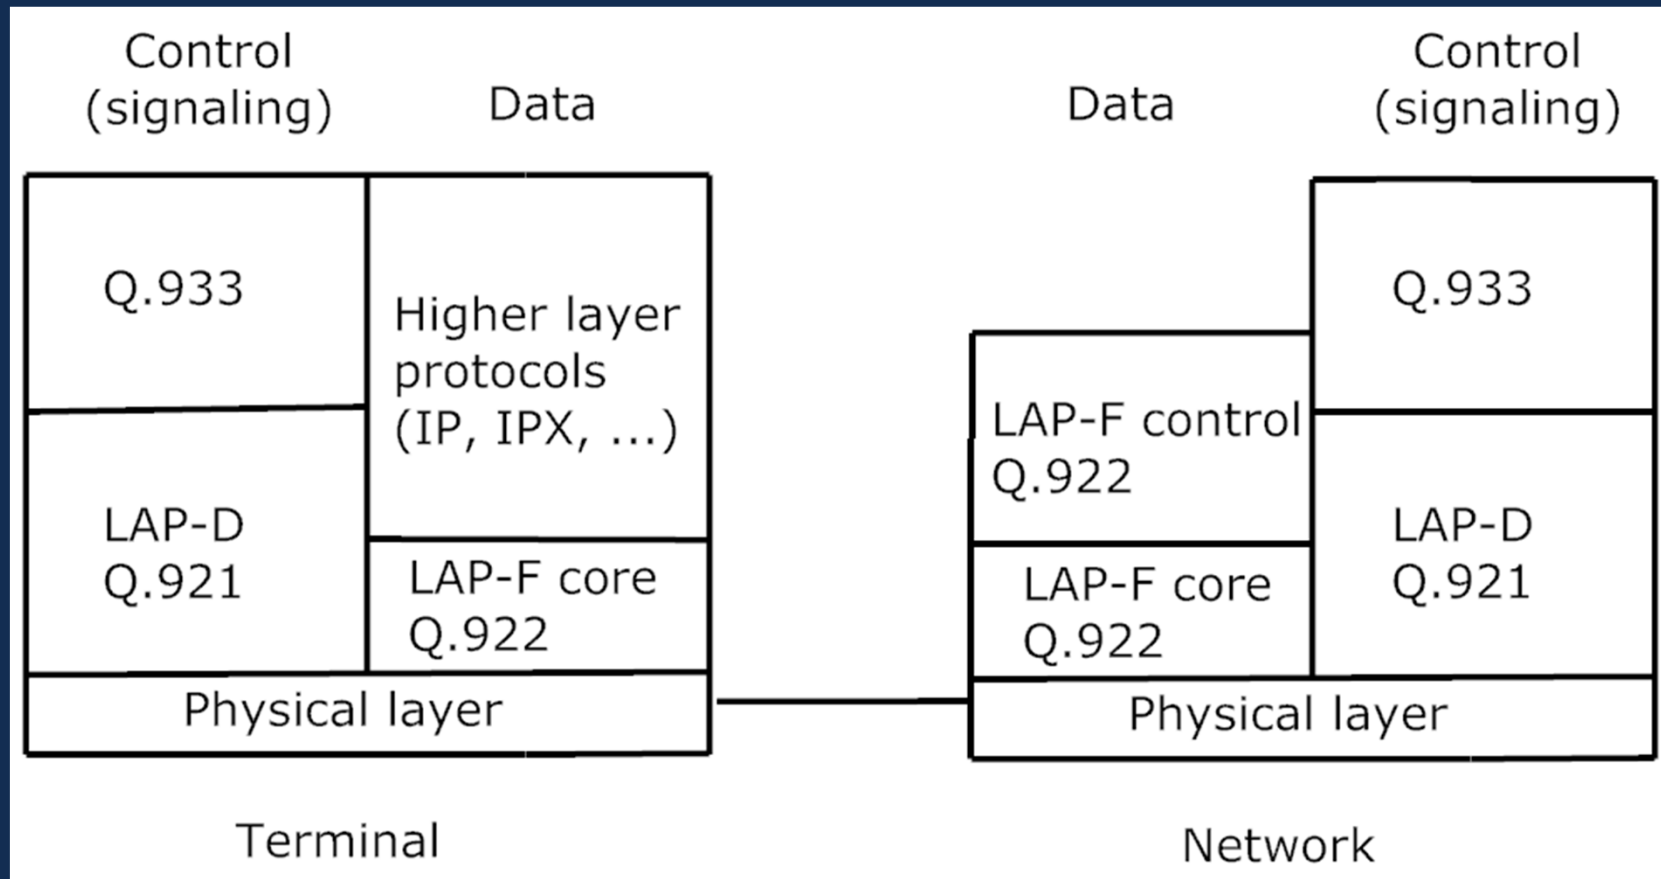 Control
(signaling)
Data
Data
Control
(signaling)
Q.933
Higher layer
protocols
(IP, IPX, ...)
LAP-D
Q.921
LAP-F core
Q.922
Physical layer
Terminal
LAP-F control
Q.922
LAP-F core
Q.922
Q.933
LAP-D
Q.921
Physical layer
Network